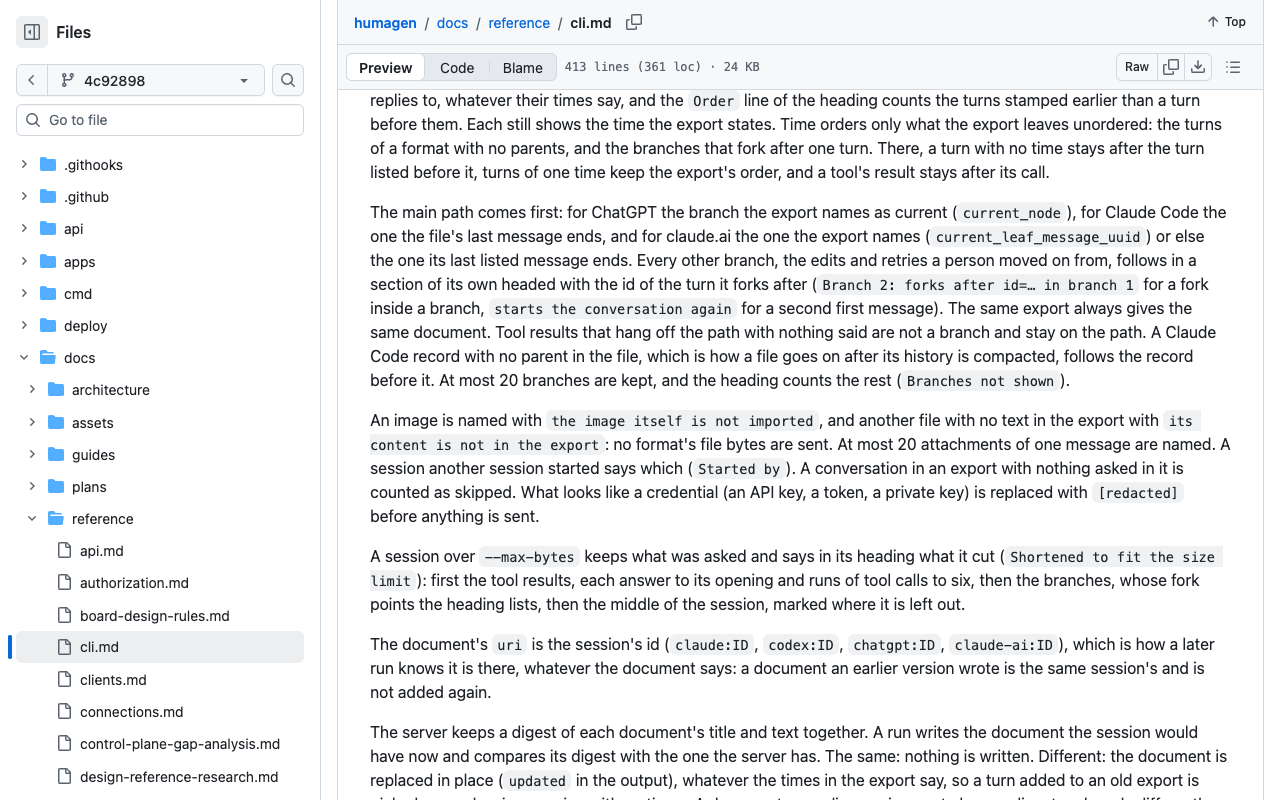 Files
4c92898
Go to file
.githooks
.github
api
apps
cmd
deploy
docs
architecture
assets
guides
plans
reference
api.md
authorization.md
board-design-rules.md
cli.md
clients.md
connections.md
control-plane-gap-analysis.md
design-reference-research.md
humagen / docs / reference / cli.md
Top
Preview Code Blame 413 lines (361 loc) · 24 KB Raw
replies to, whatever their times say, and the Order line of the heading counts the turns stamped earlier than a turn
before them. Each still shows the time the export states. Time orders only what the export leaves unordered: the turns
of a format with no parents, and the branches that fork after one turn. There, a turn with no time stays after the turn
listed before it, turns of one time keep the export's order, and a tool's result stays after its call.
The main path comes first: for ChatGPT the branch the export names as current ( current_node ), for Claude Code the
one the file's last message ends, and for claude.ai the one the export names ( current_leaf_message_uuid ) or else
the one its last listed message ends. Every other branch, the edits and retries a person moved on from, follows in a
section of its own headed with the id of the turn it forks after ( Branch 2: forks after id=… in branch 1 for a fork
inside a branch, starts the conversation again for a second first message). The same export always gives the
same document. Tool results that hang off the path with nothing said are not a branch and stay on the path. A Claude
Code record with no parent in the file, which is how a file goes on after its history is compacted, follows the record
before it. At most 20 branches are kept, and the heading counts the rest ( Branches not shown ).
An image is named with the image itself is not imported , and another file with no text in the export with its
content is not in the export : no format's file bytes are sent. At most 20 attachments of one message are named. A
session another session started says which ( Started by ). A conversation in an export with nothing asked in it is
counted as skipped. What looks like a credential (an API key, a token, a private key) is replaced with [redacted]
before anything is sent.
A session over --max-bytes keeps what was asked and says in its heading what it cut ( Shortened to fit the size
limit ): first the tool results, each answer to its opening and runs of tool calls to six, then the branches, whose fork
points the heading lists, then the middle of the session, marked where it is left out.
The document's uri is the session's id ( claude:ID , codex:ID , chatgpt:ID , claude-ai:ID ), which is how a later
run knows it is there, whatever the document says: a document an earlier version wrote is the same session's and is
not added again.
The server keeps a digest of each document's title and text together. A run writes the document the session would
have now and compares its digest with the one the server has. The same: nothing is written. Different: the document is
replaced in place ( updated in the output), whatever the times in the export say, so a turn added to an old export is